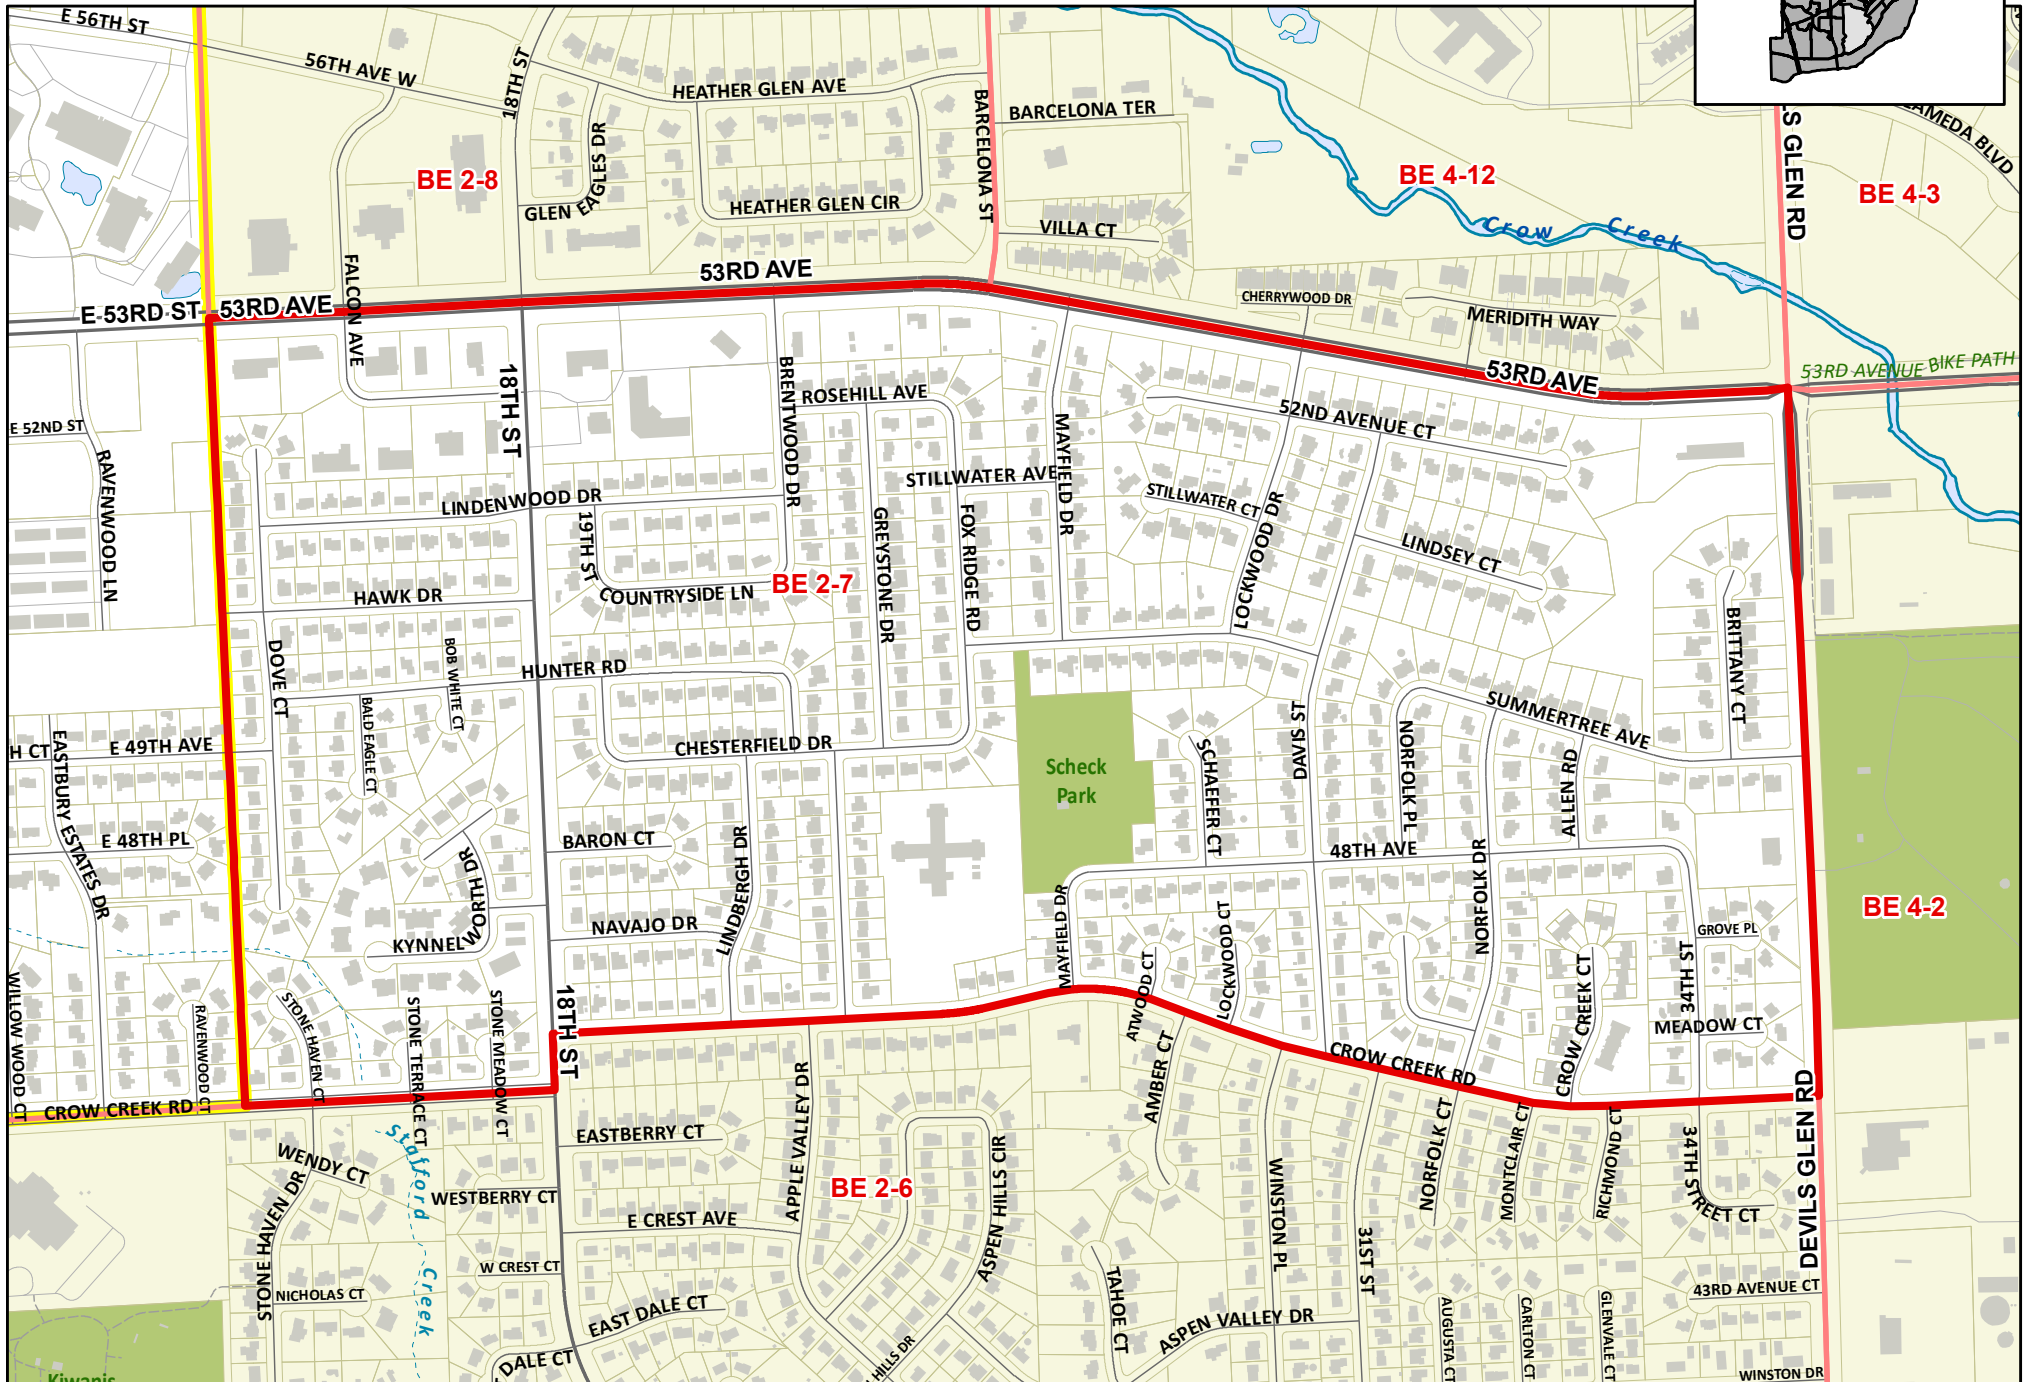 E 56TH ST
56TH AVE W
18TH ST
HEATHER GLEN AVE
BARCELONA ST
BARCELONA TER
BE 2-8
GLEN EAGLES DR
HEATHER GLEN CIR
VILLA CT
BE 4-12
Crow Creek
LS GLEN RD
BE 4-3
LAMEDA BLVD
E 53RD ST
53RD AVE
FALCON AVE
53RD AVE
CHERRYWOOD DR
MERIDITH WAY
53RD AVE
53RD AVENUE BIKE PATH
E 52ND ST
RAVENWOOD LN
18TH ST
BRENTWOOD DR
ROSEHILL AVE
MAYFIELD DR
52ND AVENUE CT
STILLWATER AVE
STILLWATER CT
LOCKWOOD DR
LINDSEY CT
LINDENWOOD DR
19TH ST
COUNTRYSIDE LN
BE 2-7
GREYSTONE DR
FOX RIDGE RD
HAWK DR
DOVE CT
BOB WHITE CT
BALD EAGLE CT
HUNTER RD
CHESTERFIELD DR
BRITTANY CT
SUMMERTREE AVE
NORFOLK PL
ALLEN RD
DAVIS ST
SCHAEFER CT
Scheck
Park
H CT
E 49TH AVE
EASTBURY ESTATES DR
E 48TH PL
BARON CT
LINDBERGH DR
NAVAJO DR
KYNNELWORTH DR
48TH AVE
NORFOLK DR
MAYFIELD DR
ATWOOD CT
LOCKWOOD CT
CROW CREEK CT
34TH ST
GROVE PL
MEADOW CT
BE 4-2
WILLOW WOOD CT
RAVENWOOD CT
STONE HAVEN CT
STONE TERRACE CT
STONE MEADOW CT
18TH ST
CROW CREEK RD
CROW CREEK RD
DEVILS GLEN RD
WENDY CT
STONE HAVEN DR
Stafford Creek
WESTBERRY CT
EASTBERRY CT
APPLE VALLEY DR
BE 2-6
ASPEN HILLS CIR
AMBER CT
WINSTON PL
31ST ST
NORFOLK CT
MONTCLAIR CT
RICHMOND CT
34TH STREET CT
E CREST AVE
W CREST CT
NICHOLAS CT
EAST DALE CT
DALE CT
HILLS DR
TAHOE CT
ASPEN VALLEY DR
AUGUSTA CT
CARLTON CT
GLENVALE CT
43RD AVENUE CT
WINSTON DR
Kiwanis